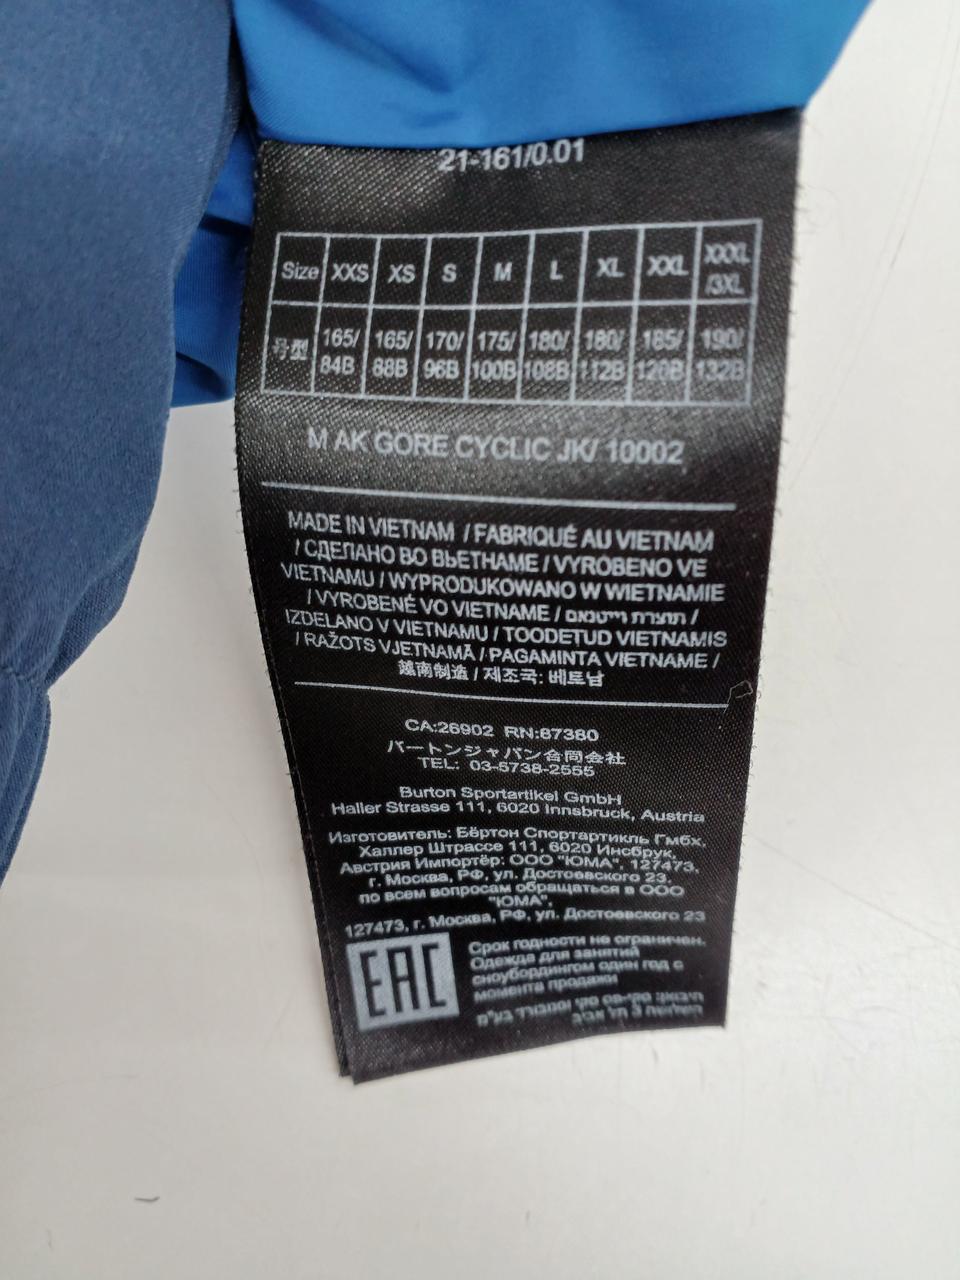 21-161/0.01
Size XXS XS S M L XL XXL XXXL /3XL
号型 165/84B 165/88B 170/96B 175/100B 180/108B 180/112B 185/120B 190/132B
M AK GORE CYCLIC JK/ 10002
MADE IN VIETNAM / FABRIQUÉ AU VIETNAM
/ СДЕЛАНО ВО ВЬЕТНАМЕ / VYROBENO VE
VIETNAMU / WYPRODUKOWANO W WIETNAMIE
/ VYROBENÉ VO VIETNAME / תוצרת וייטנאם /
IZDELANO V VIETNAMU / TOODETUD VIETNAMIS
/ RAŽOTS VJETNAMĀ / PAGAMINTA VIETNAME /
越南制造 / 제조국: 베트남
CA:26902 RN:87380
バートンジャパン合同会社
TEL: 03-5738-2555
Burton Sportartikel GmbH
Haller Strasse 111, 6020 Innsbruck, Austria
Изготовитель: Бёртон Спортартикль Гмбх,
Халлер Штрассе 111, 6020 Инсбрук,
Австрия Импортёр: ООО "ЮМА", 127473,
г. Москва, РФ, ул. Достоевского 23.
по всем вопросам обращаться в ООО
"ЮМА",
127473, г. Москва, РФ, ул. Достоевского 23
EAC
Срок годности не ограничен.
Одежда для занятий
сноубордингом один год с
момента продажи
סקי וסנובורד בע"מ
3 תל אביב